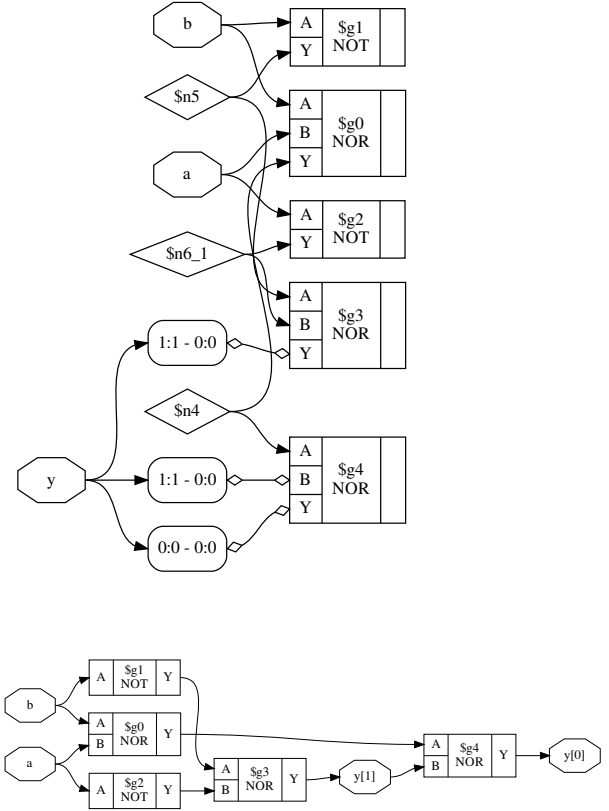 b
A
$g1
NOT
Y
$n5
A
$g0
NOR
B
Y
a
A
$g2
NOT
Y
$n6_1
A
$g3
NOR
B
Y
1:1 - 0:0
$n4
A
$g4
NOR
B
Y
y
1:1 - 0:0
0:0 - 0:0
b
A
$g1
NOT
Y
A
B
$g0
NOR
Y
a
A
$g2
NOT
Y
A
B
$g3
NOR
Y
y[1]
A
B
$g4
NOR
Y
y[0]